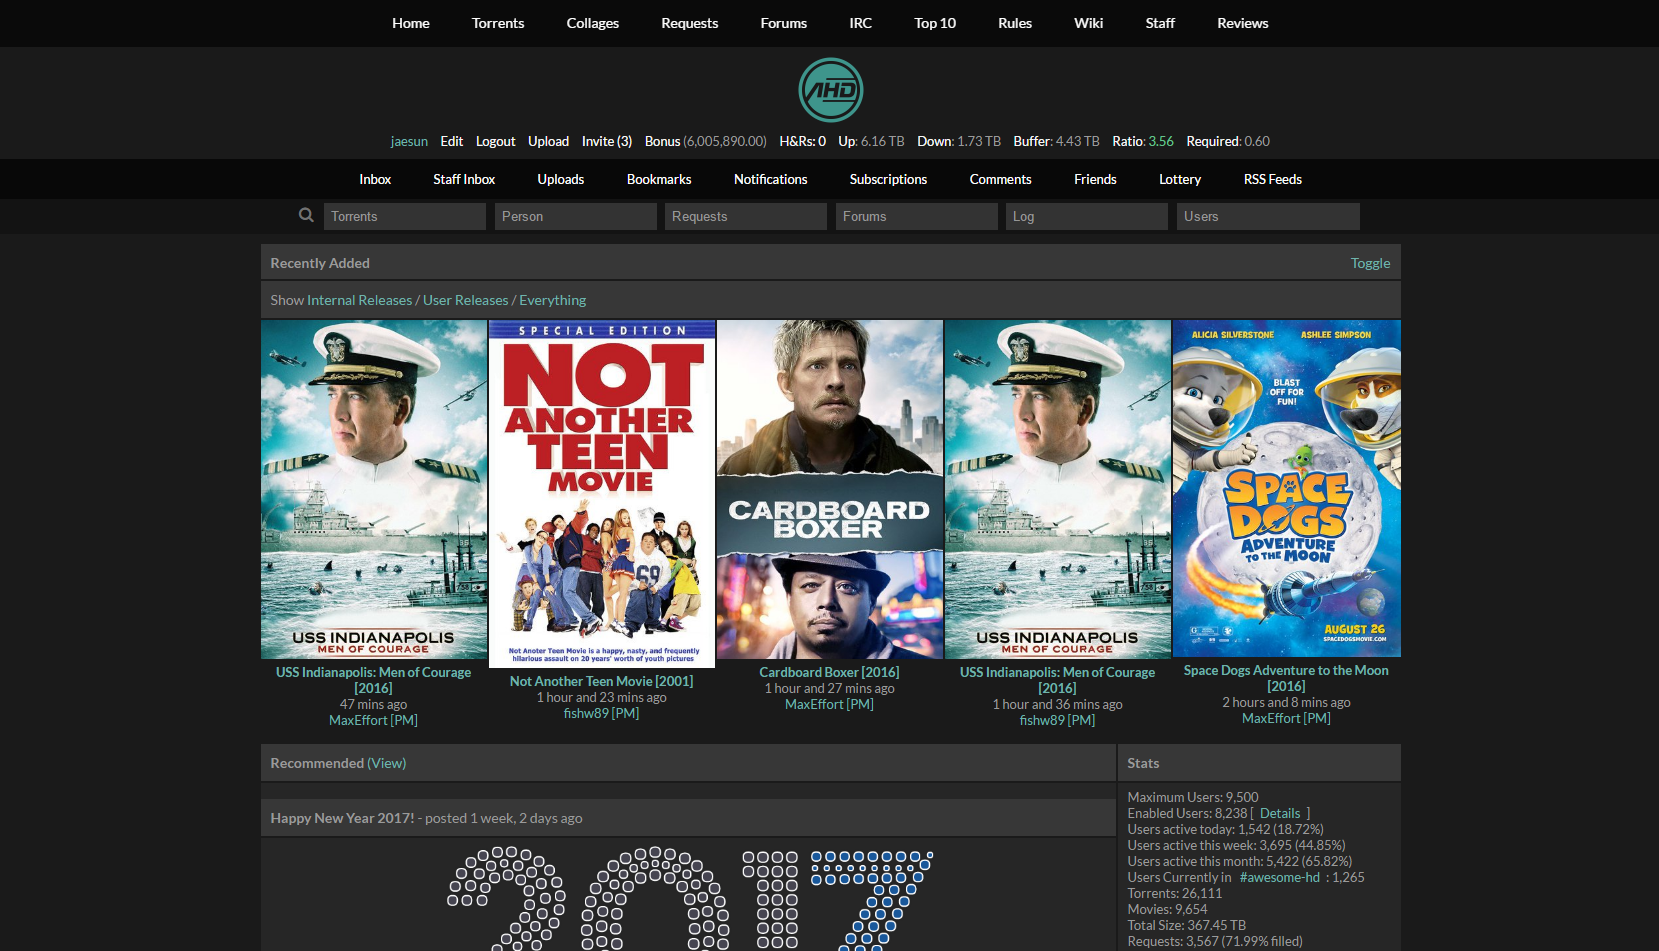 Home Torrents Collages Requests Forums IRC Top 10 Rules Wiki Staff Reviews
AHD
jaesun Edit Logout Upload Invite (3) Bonus (6,005,890.00) H&Rs: 0 Up: 6.16 TB Down: 1.73 TB Buffer: 4.43 TB Ratio: 3.56 Required: 0.60
Inbox Staff Inbox Uploads Bookmarks Notifications Subscriptions Comments Friends Lottery RSS Feeds
Torrents Person Requests Forums Log Users
Recently Added Toggle
Show Internal Releases / User Releases / Everything
USS INDIANAPOLIS
MEN OF COURAGE
USS Indianapolis: Men of Courage
[2016]
47 mins ago
MaxEffort [PM]
SPECIAL EDITION
NOT
ANOTHER
TEEN
MOVIE
69
Not Anoter Teen Movie is a happy, nasty, and frequently
hilarious assault on 20 years' worth of youth pictures
Not Another Teen Movie [2001]
1 hour and 23 mins ago
fishw89 [PM]
CARDBOARD
BOXER
Cardboard Boxer [2016]
1 hour and 27 mins ago
MaxEffort [PM]
USS INDIANAPOLIS
MEN OF COURAGE
USS Indianapolis: Men of Courage
[2016]
1 hour and 36 mins ago
fishw89 [PM]
ALICIA SILVERSTONE ASHLEE SIMPSON
BLAST
OFF FOR
FUN!
SPACE
DOGS
ADVENTURE
TO THE MOON
AUGUST 26
SPACEDOGSMOVIE.COM
Space Dogs Adventure to the Moon
[2016]
2 hours and 8 mins ago
MaxEffort [PM]
Recommended (View)
Happy New Year 2017! - posted 1 week, 2 days ago
2017
Stats
Maximum Users: 9,500
Enabled Users: 8,238 [ Details ]
Users active today: 1,542 (18.72%)
Users active this week: 3,695 (44.85%)
Users active this month: 5,422 (65.82%)
Users Currently in #awesome-hd : 1,265
Torrents: 26,111
Movies: 9,654
Total Size: 367.45 TB
Requests: 3,567 (71.99% filled)